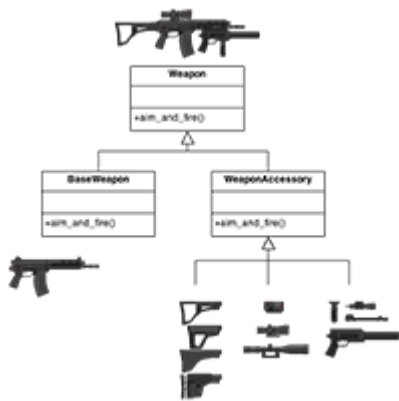 Weapon
+aim_and_fire()
BaseWeapon
WeaponAccessory
+aim_and_fire()
+aim_and_fire()